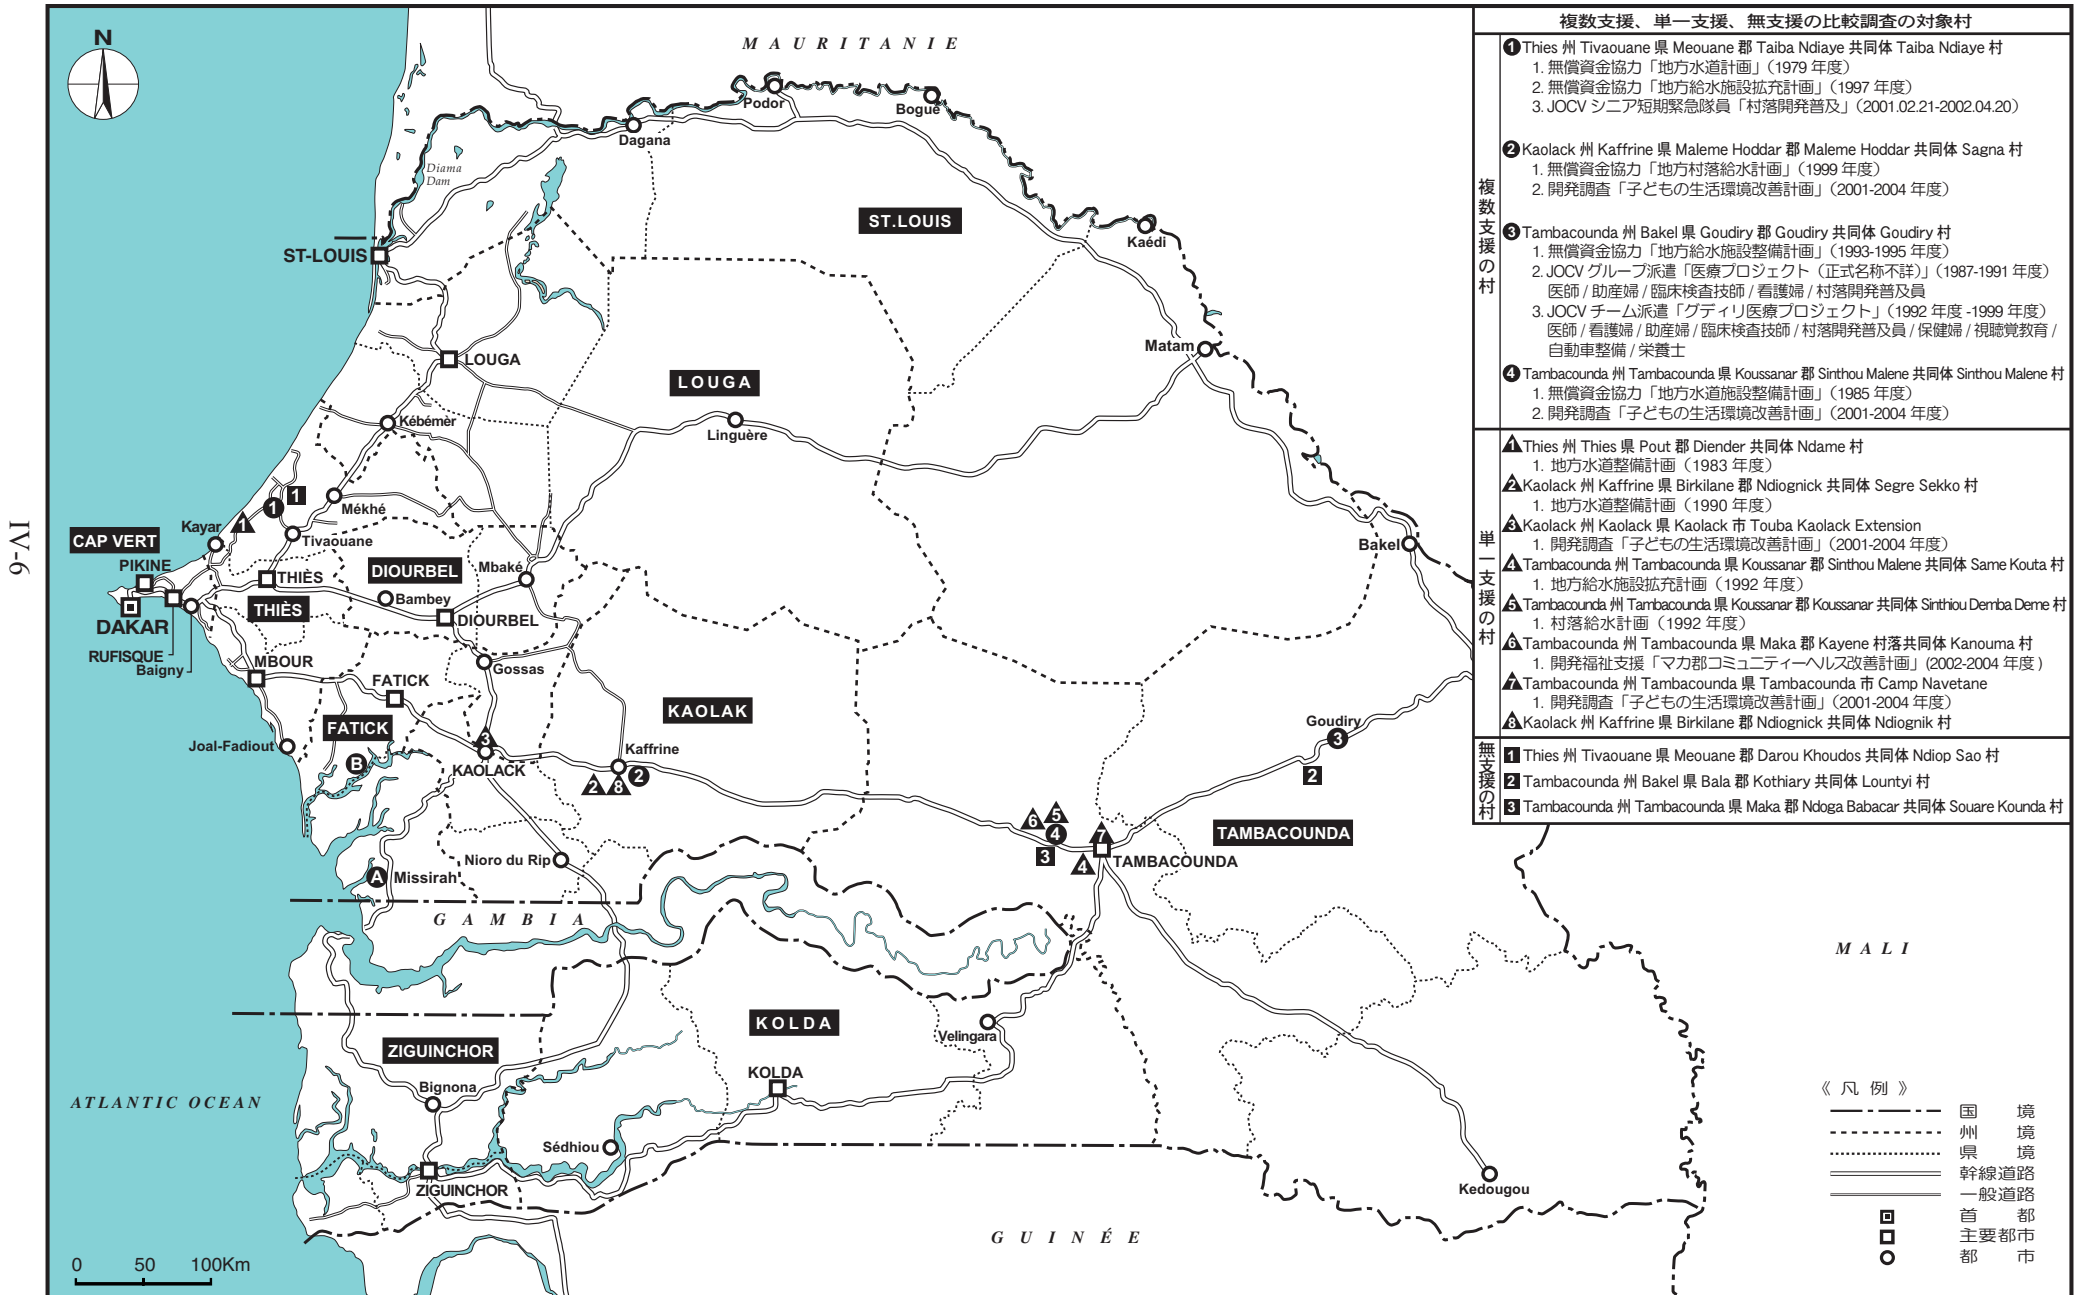 IV-6
N
MAURITANIE
Podor
Bogué
Dagana
Diama
Dam
ST.LOUIS
Kaédi
ST-LOUIS
Matam
LOUGA
LOUGA
Kébémèr
Linguère
1
1
Mékhé
Kayar
1
Tivaouane
CAP VERT
PIKINE
THIÈS
DIOURBEL
Mbaké
Bakel
Bambey
THIÈS
DAKAR
DIOURBEL
RUFISQUE
Baigny
MBOUR
Gossas
FATICK
KAOLAK
FATICK
Joal-Fadiout
3
Kaffrine
Goudiry
3
B
KAOLACK
2
2
8
2
6
5
4
7
TAMBACOUNDA
3
4
TAMBACOUNDA
Nioro du Rip
A
Missirah
GAMBIA
MALI
KOLDA
Velingara
ZIGUINCHOR
Bignona
KOLDA
ATLANTIC OCEAN
Sédhiou
ZIGUINCHOR
Kedougou
GUINÉE
0 50 100Km
複数支援、単一支援、無支援の比較調査の対象村
複数支援の村
1 Thies 州 Tivaouane 県 Meouane 郡 Taiba Ndiaye 共同体 Taiba Ndiaye 村
1. 無償資金協力「地方水道計画」(1979 年度)
2. 無償資金協力「地方給水施設拡充計画」(1997 年度)
3. JOCV シニア短期緊急隊員「村落開発普及」(2001.02.21-2002.04.20)
2 Kaolack 州 Kaffrine 県 Maleme Hoddar 郡 Maleme Hoddar 共同体 Sagna 村
1. 無償資金協力「地方村落給水計画」(1999 年度)
2. 開発調査「子どもの生活環境改善計画」(2001-2004 年度)
3 Tambacounda 州 Bakel 県 Goudiry 郡 Goudiry 共同体 Goudiry 村
1. 無償資金協力「地方給水施設整備計画」(1993-1995 年度)
2. JOCV グループ派遣「医療プロジェクト(正式名称不詳)」(1987-1991 年度)
医師 / 助産婦 / 臨床検査技師 / 看護婦 / 村落開発普及員
3. JOCV チーム派遣「グディリ医療プロジェクト」(1992 年度 -1999 年度)
医師 / 看護婦 / 助産婦 / 臨床検査技師 / 村落開発普及員 / 保健婦 / 視聴覚教育 /
自動車整備 / 栄養士
4 Tambacounda 州 Tambacounda 県 Koussanar 郡 Sinthou Malene 共同体 Sinthou Malene 村
1. 無償資金協力「地方水道施設整備計画」(1985 年度)
2. 開発調査「子どもの生活環境改善計画」(2001-2004 年度)
単一支援の村
1 Thies 州 Thies 県 Pout 郡 Diender 共同体 Ndame 村
1. 地方水道整備計画(1983 年度)
2 Kaolack 州 Kaffrine 県 Birkilane 郡 Ndiognick 共同体 Segre Sekko 村
1. 地方水道整備計画(1990 年度)
3 Kaolack 州 Kaolack 県 Kaolack 市 Touba Kaolack Extension
1. 開発調査「子どもの生活環境改善計画」(2001-2004 年度)
4 Tambacounda 州 Tambacounda 県 Koussanar 郡 Sinthou Malene 共同体 Same Kouta 村
1. 地方給水施設拡充計画(1992 年度)
5 Tambacounda 州 Tambacounda 県 Koussanar 郡 Koussanar 共同体 Sinthiou Demba Deme 村
1. 村落給水計画(1992 年度)
6 Tambacounda 州 Tambacounda 県 Maka 郡 Kayene 村落共同体 Kanouma 村
1. 開発福祉支援「マカ郡コミュニティーヘルス改善計画」(2002-2004 年度 )
7 Tambacounda 州 Tambacounda 県 Tambacounda 市 Camp Navetane
1. 開発調査「子どもの生活環境改善計画」(2001-2004 年度)
8 Kaolack 州 Kaffrine 県 Birkilane 郡 Ndiognick 共同体 Ndiognik 村
無支援の村
1 Thies 州 Tivaouane 県 Meouane 郡 Darou Khoudos 共同体 Ndiop Sao 村
2 Tambacounda 州 Bakel 県 Bala 郡 Kothiary 共同体 Lountyi 村
3 Tambacounda 州 Tambacounda 県 Maka 郡 Ndoga Babacar 共同体 Souare Kounda 村
《 凡 例 》
国 境
州 境
県 境
幹線道路
一般道路
首 都
主要都市
都 市